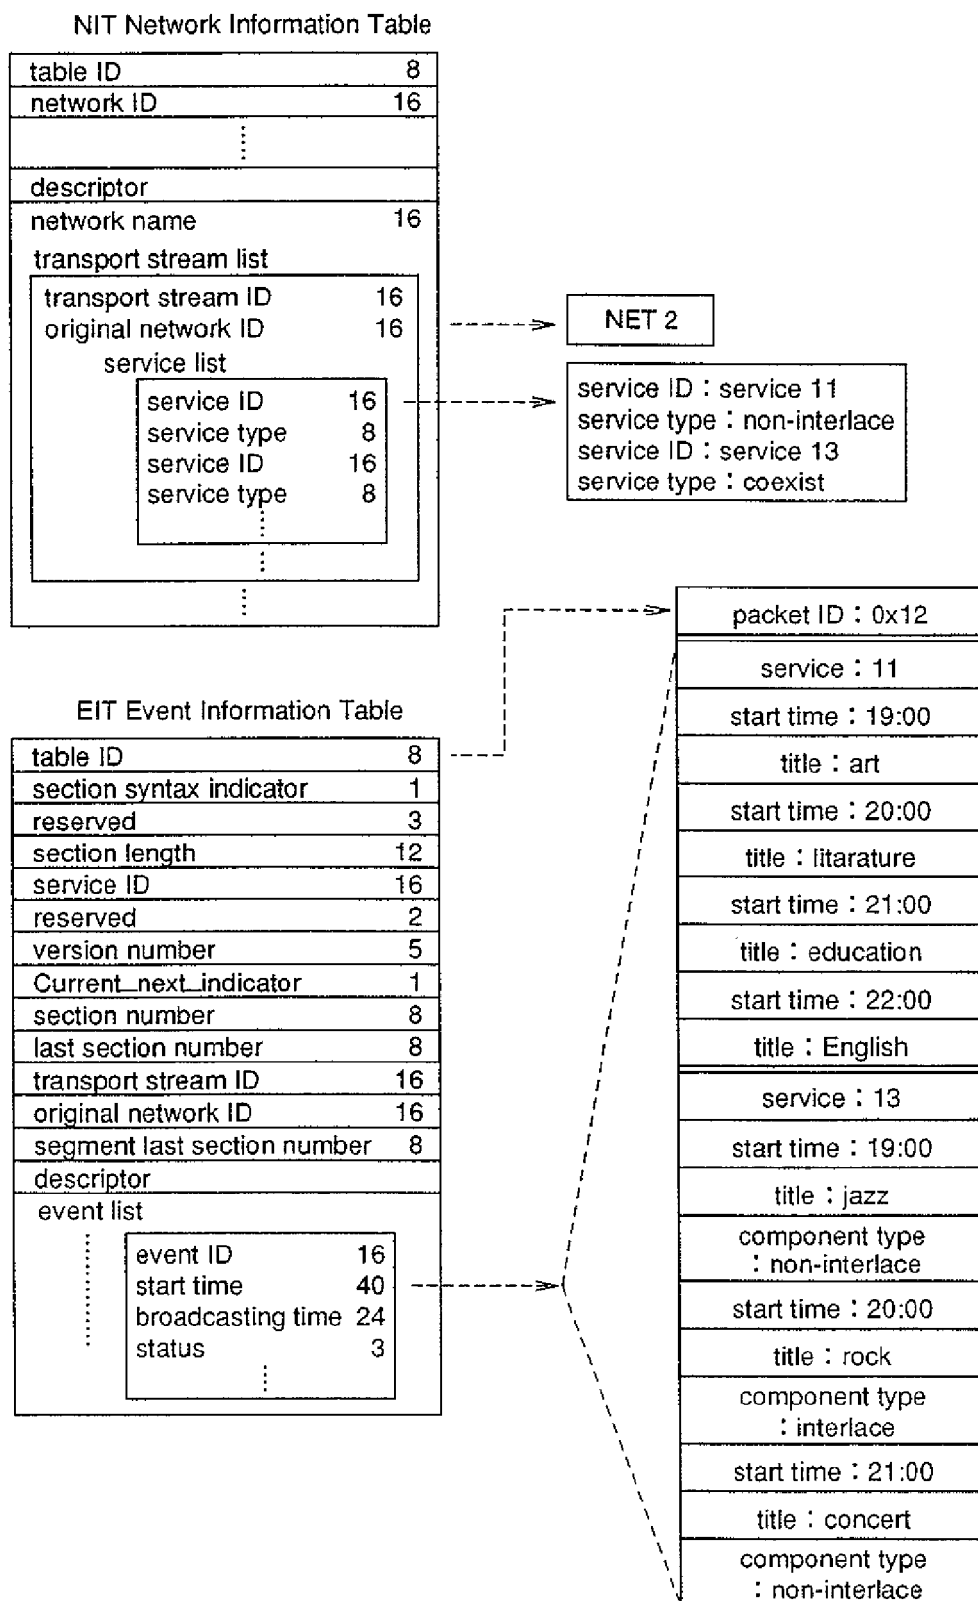 NIT Network Information Table
table ID 8
network ID 16
descriptor
network name 16
transport stream list
transport stream ID 16
original network ID 16
service list
service ID 16
service type 8
service ID 16
service type 8
NET 2
service ID : service 11
service type : non-interlace
service ID : service 13
service type : coexist
EIT Event Information Table
table ID 8
section syntax indicator 1
reserved 3
section length 12
service ID 16
reserved 2
version number 5
Current_next_indicator 1
section number 8
last section number 8
transport stream ID 16
original network ID 16
segment last section number 8
descriptor
event list
event ID 16
start time 40
broadcasting time 24
status 3
packet ID : 0x12
service : 11
start time : 19:00
title : art
start time : 20:00
title : litarature
start time : 21:00
title : education
start time : 22:00
title : English
service : 13
start time : 19:00
title : jazz
component type
: non-interlace
start time : 20:00
title : rock
component type
: interlace
start time : 21:00
title : concert
component type
: non-interlace